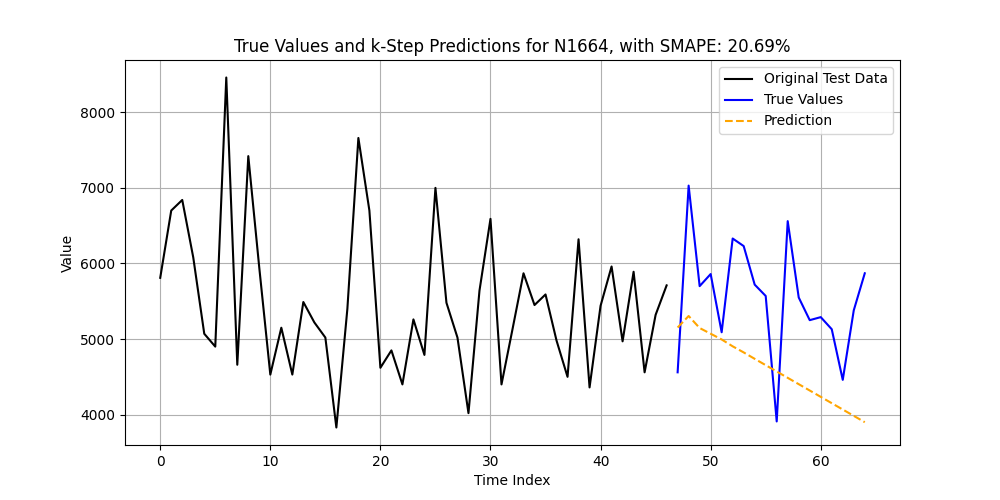 True Values and k-Step Predictions for N1664, with SMAPE: 20.69%
Original Test Data
True Values
Prediction
8000
7000
6000
5000
4000
Value
0 10 20 30 40 50 60
Time Index